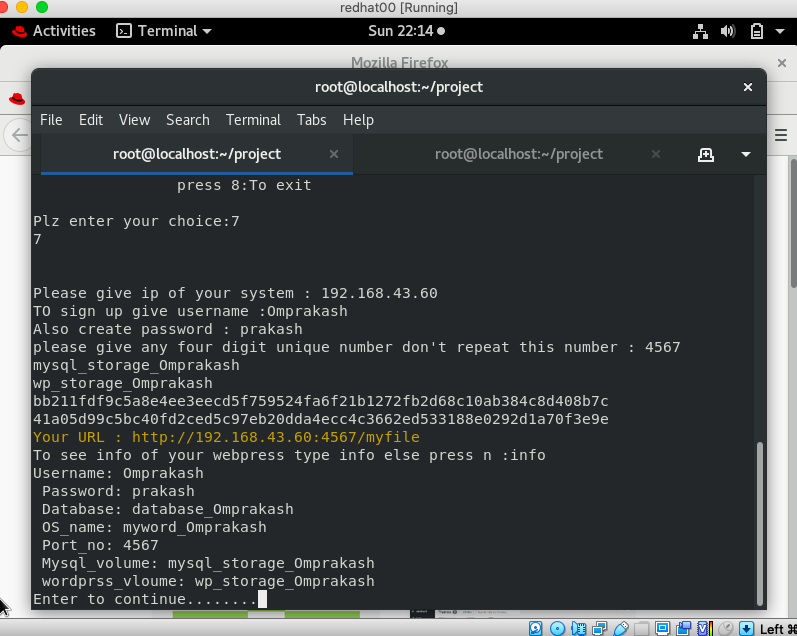 redhat00 [Running]
Activities Terminal Sun 22:14
Mozilla Firefox
root@localhost:~/project
File Edit View Search Terminal Tabs Help
root@localhost:~/project root@localhost:~/project
press 8:To exit
Plz enter your choice:7
7
Please give ip of your system : 192.168.43.60
TO sign up give username :Omprakash
Also create password : prakash
please give any four digit unique number don't repeat this number : 4567
mysql_storage_Omprakash
wp_storage_Omprakash
bb211fdf9c5a8e4ee3eecd5f759524fa6f21b1272fb2d68c10ab384c8d408b7c
41a05d99c5bc40fd2ced5c97eb20dda4ecc4c3662ed533188e0292d1a70f3e9e
Your URL : http://192.168.43.60:4567/myfile
To see info of your webpress type info else press n :info
Username: Omprakash
Password: prakash
Database: database_Omprakash
OS_name: myword_Omprakash
Port_no: 4567
Mysql_volume: mysql_storage_Omprakash
wordprss_vloume: wp_storage_Omprakash
Enter to continue........
Left ⌘